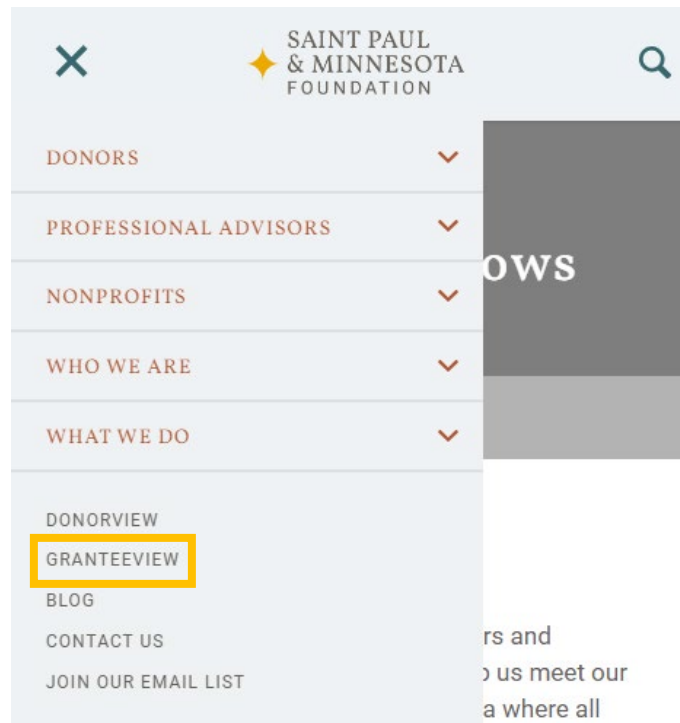 SAINT PAUL
& MINNESOTA
FOUNDATION
DONORS
PROFESSIONAL ADVISORS
NONPROFITS
WHO WE ARE
WHAT WE DO
DONORVIEW
GRANTEEVIEW
BLOG
CONTACT US
JOIN OUR EMAIL LIST
ows
rs and
us meet our
a where all